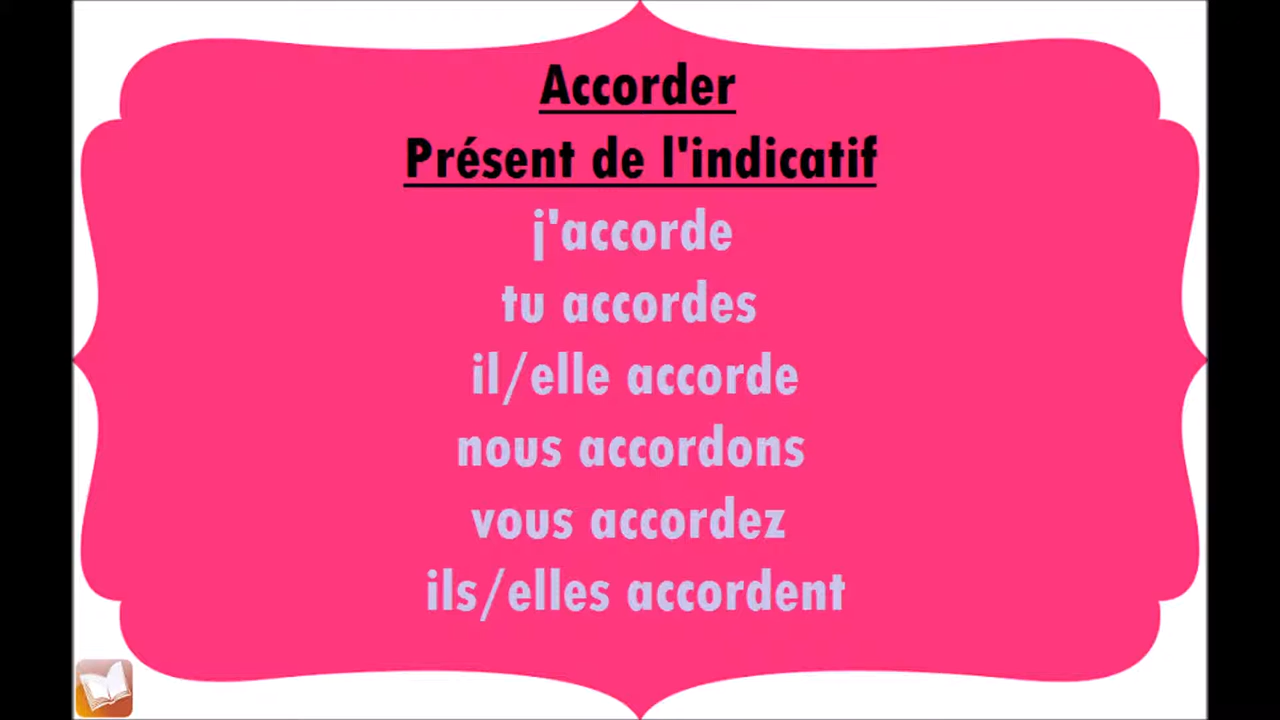 Accorder
Présent de l'indicatif
j'accorde
tu accordes
il/elle accorde
nous accordons
vous accordez
ils/elles accordent